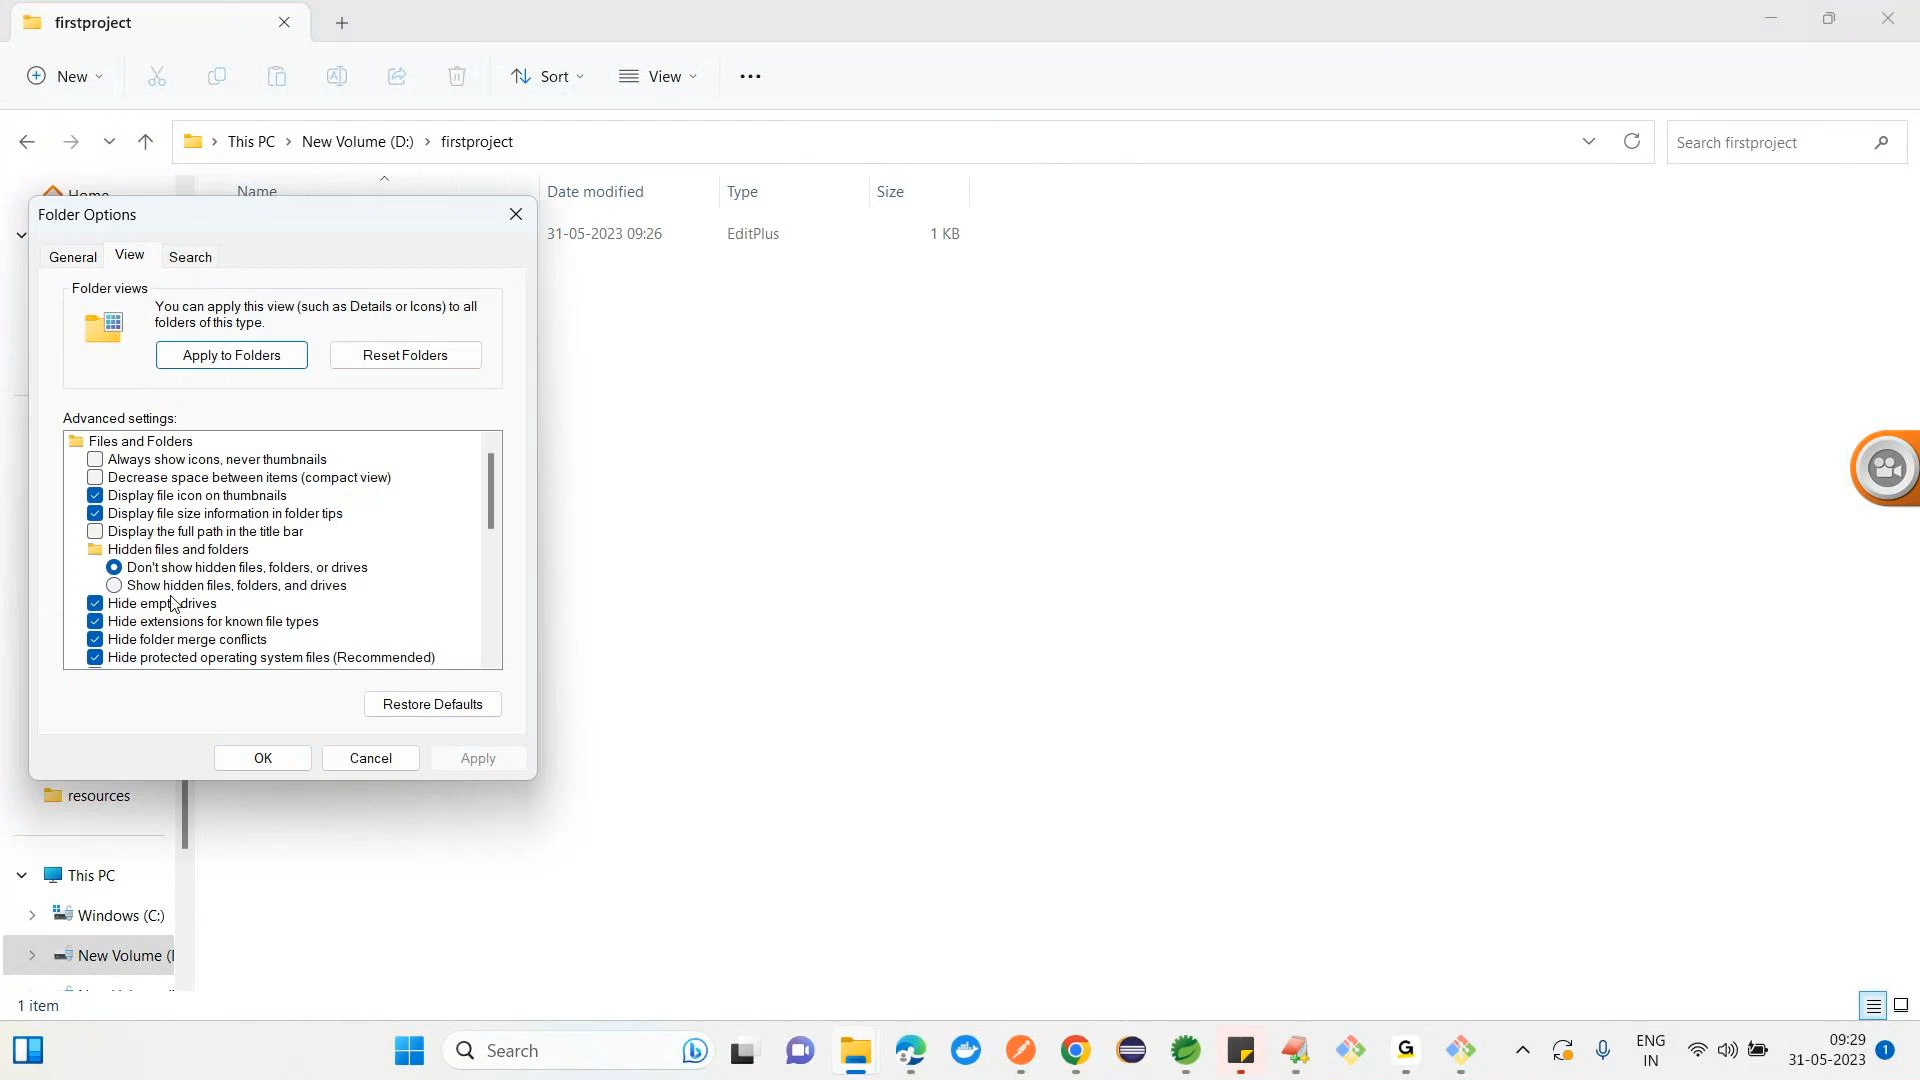 firstproject
New
Sort
View
This PC
New Volume (D:)
firstproject
Search firstproject
Home
Name
Date modified
Type
Size
31-05-2023 09:26
EditPlus
1 KB
Folder Options
General
View
Search
Folder views
You can apply this view (such as Details or Icons) to all
folders of this type.
Apply to Folders
Reset Folders
Advanced settings:
Files and Folders
Always show icons, never thumbnails
Decrease space between items (compact view)
Display file icon on thumbnails
Display file size information in folder tips
Display the full path in the title bar
Hidden files and folders
Don't show hidden files, folders, or drives
Show hidden files, folders, and drives
Hide empty drives
Hide extensions for known file types
Hide folder merge conflicts
Hide protected operating system files (Recommended)
Restore Defaults
OK
Cancel
Apply
resources
This PC
Windows (C:)
New Volume (
1 item
Search
ENG
IN
09:29
31-05-2023
1